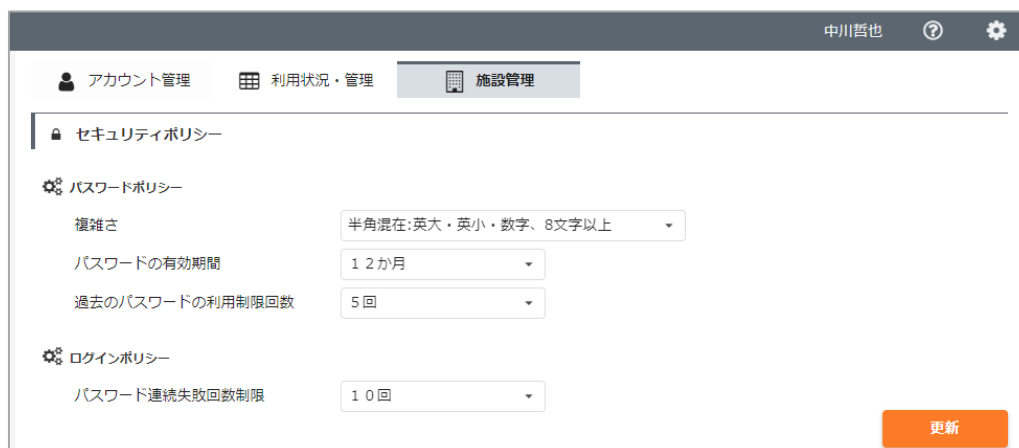 中川哲也
アカウント管理 利用状況・管理 施設管理
セキュリティポリシー
パスワードポリシー
複雑さ 半角混在:英大・英小・数字、8文字以上
パスワードの有効期間 １２か月
過去のパスワードの利用制限回数 ５回
ログインポリシー
パスワード連続失敗回数制限 １０回
更新